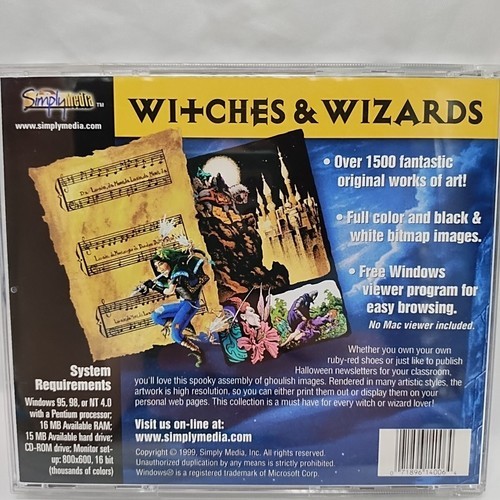 Simplymedia™
www.simplymedia.com
WITCHES & WIZARDS
• Over 1500 fantastic
original works of art!
• Full color and black &
white bitmap images.
• Free Windows
viewer program for
easy browsing.
No Mac viewer included.
System
Requirements
Windows 95, 98, or NT 4.0
with a Pentium processor;
16 MB Available RAM;
15 MB Available hard drive;
CD-ROM drive; Monitor set-
up: 800x600, 16 bit
(thousands of colors)
Whether you own your own
ruby-red shoes or just like to publish
Halloween newsletters for your classroom,
you'll love this spooky assembly of ghoulish images. Rendered in many artistic styles, the
artwork is high resolution, so you can either print them out or display them on your
personal web pages. This collection is a must have for every witch or wizard lover!
Visit us on-line at:
www.simplymedia.com
Copyright © 1999, Simply Media, Inc. All rights reserved.
Unauthorized duplication by any means is strictly prohibited.
Windows® is a registered trademark of Microsoft Corp.
0 71896 14006 4